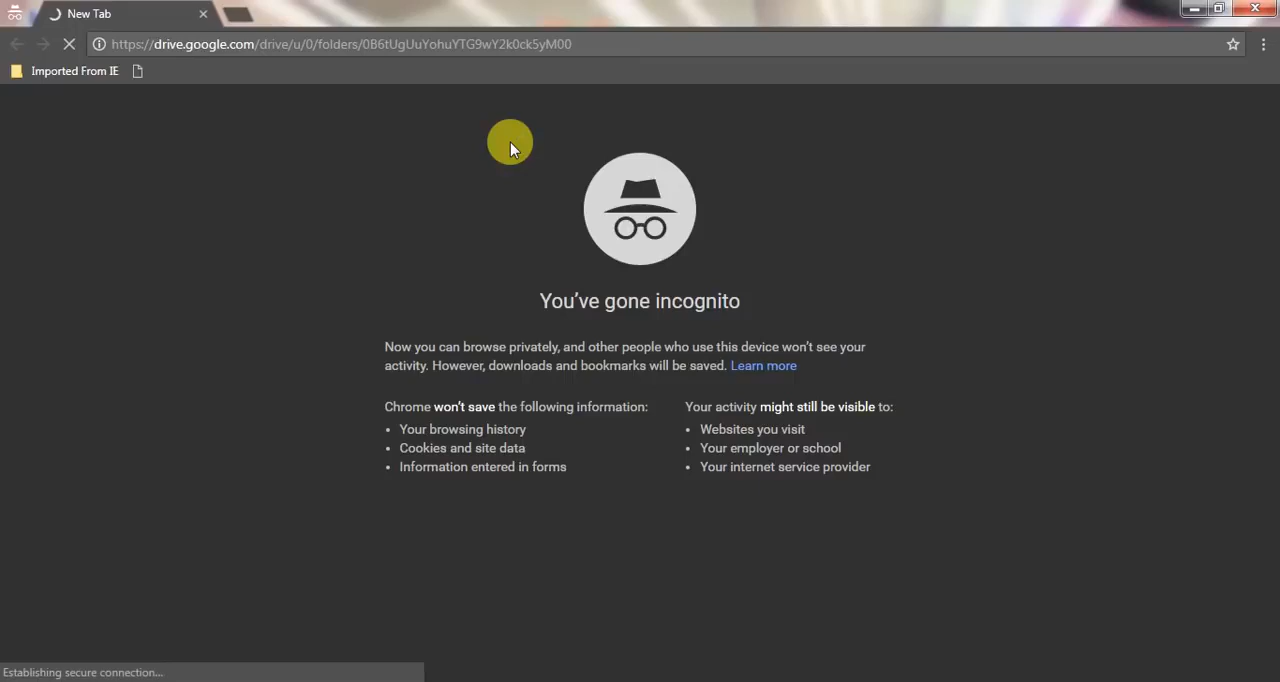 New Tab
https://drive.google.com/drive/u/0/folders/0B6tUgUuYohuYTG9wY2k0ck5yM00
Imported From IE
You've gone incognito
Now you can browse privately, and other people who use this device won't see your
activity. However, downloads and bookmarks will be saved. Learn more
Chrome won't save the following information:
• Your browsing history
• Cookies and site data
• Information entered in forms
Your activity might still be visible to:
• Websites you visit
• Your employer or school
• Your internet service provider
Establishing secure connection...